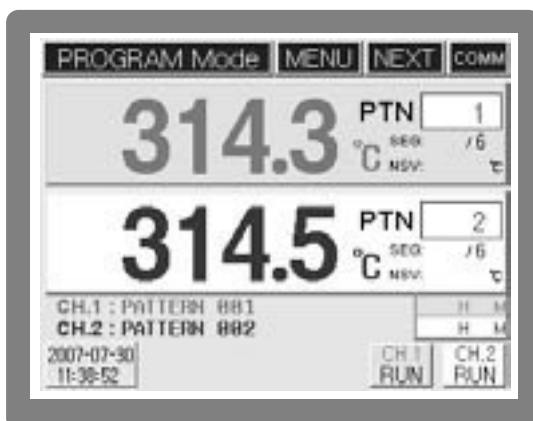 PROGRAM Mode MENU NEXT COMM
314.3 °C PTN 1
SEG: /6
NSV: ℃
314.5 °C PTN 2
SEG: /6
NSV: ℃
CH.1 : PATTERN 001 H M
CH.2 : PATTERN 002 H M
2007-07-30 CH.1 CH.2
11:38:52 RUN RUN